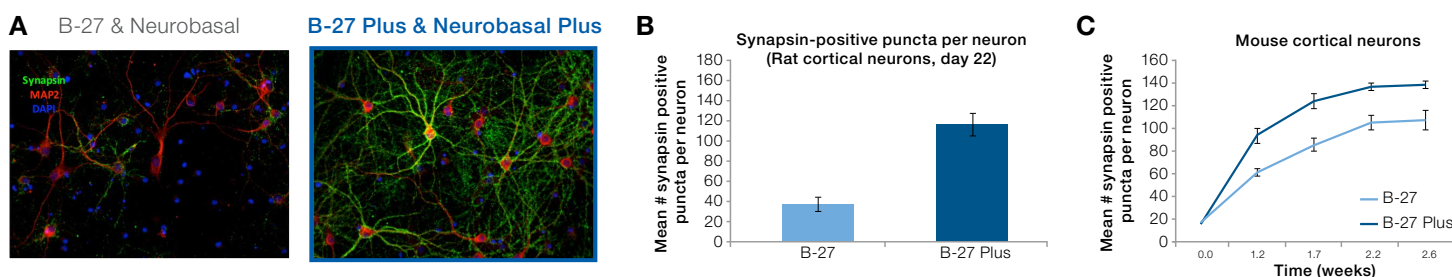 A
B-27 & Neurobasal
B-27 Plus & Neurobasal Plus
Synapsin
MAP2
DAPI
B
Synapsin-positive puncta per neuron
(Rat cortical neurons, day 22)
Mean # synapsin positive
puncta per neuron
180
160
140
120
100
80
60
40
20
0
B-27
B-27 Plus
C
Mouse cortical neurons
Mean # synapsin positive
puncta per neuron
160
140
120
100
80
60
40
20
0
B-27
B-27 Plus
0.0
1.2
1.7
2.2
2.6
Time (weeks)